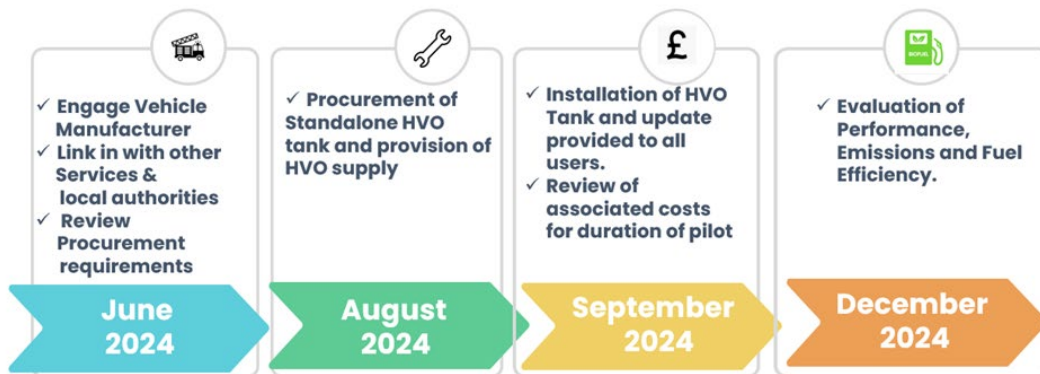 ✓ Engage Vehicle
Manufacturer
✓ Link in with other
Services &
local authorities
✓ Review
Procurement
requirements
June
2024
✓ Procurement of
Standalone HVO
tank and provision of
HVO supply
August
2024
£
✓ Installation of HVO
Tank and update
provided to all
users.
✓ Review of
associated costs
for duration of pilot
September
2024
BIOFUEL
✓ Evaluation of
Performance,
Emissions and Fuel
Efficiency.
December
2024